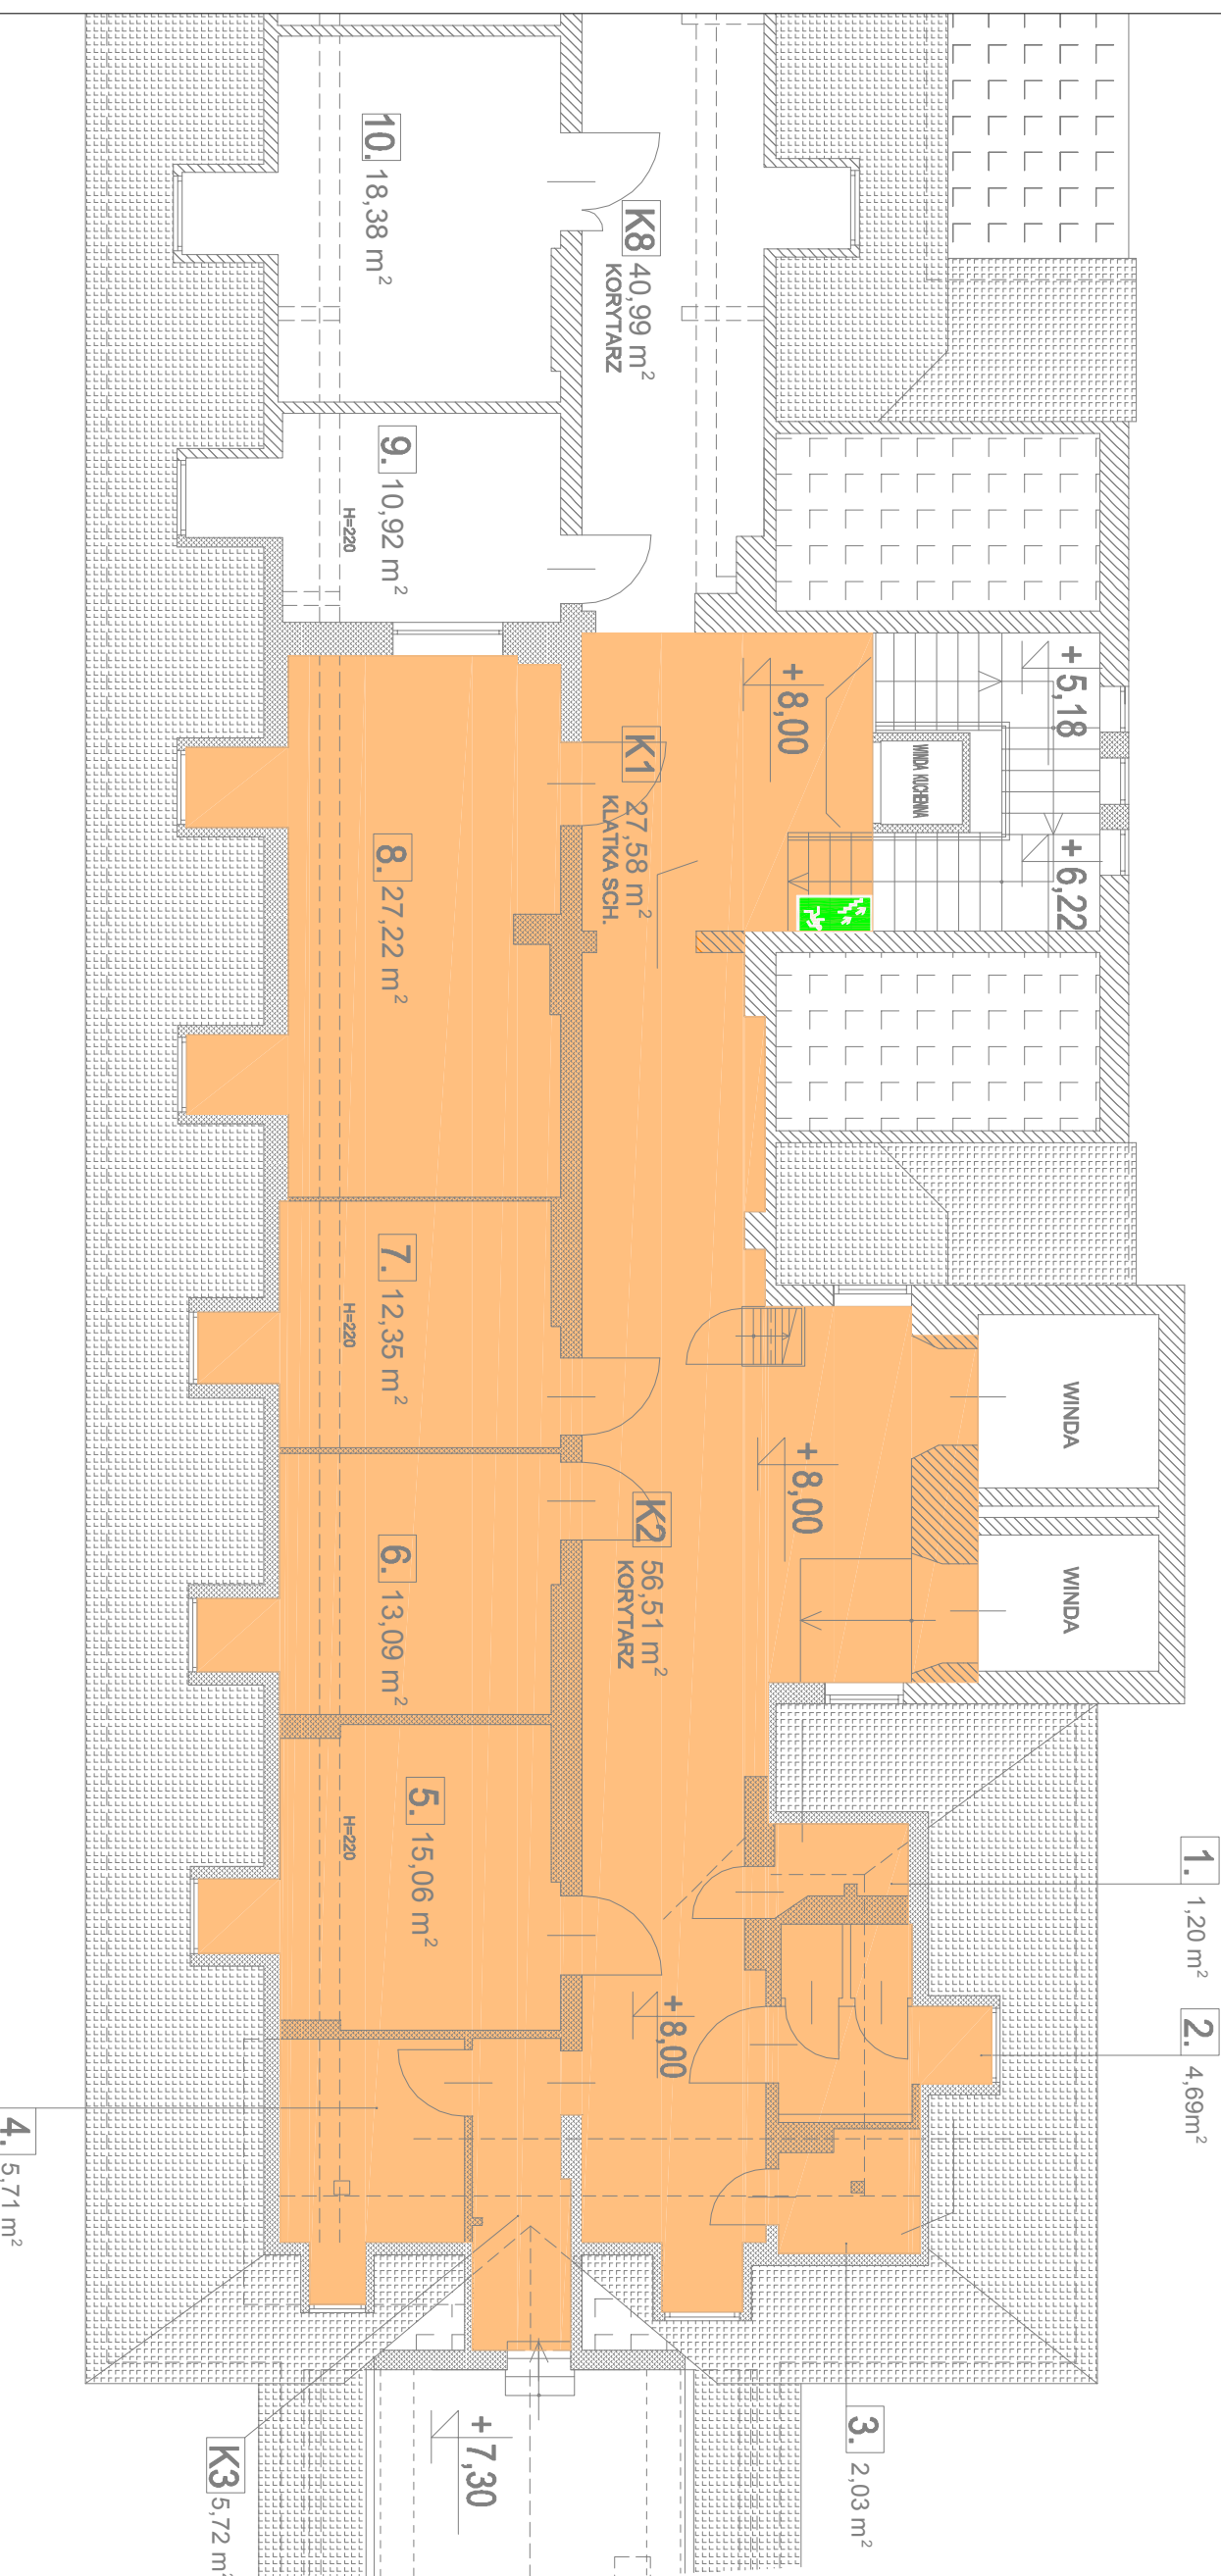 10. 18,38 m²
K8 40,99 m²
KORYTARZ
9. 10,92 m²
H=220
+ 5,18
+ 6,22
WINDA KUCHENNA
+ 8,00
K1 27,58 m²
KLATKA SCH.
8. 27,22 m²
7. 12,35 m²
H=220
WINDA
WINDA
+ 8,00
K2 56,51 m²
KORYTARZ
6. 13,09 m²
5. 15,06 m²
H=220
1. 1,20 m²
2. 4,69m²
+ 8,00
4. 5,71 m²
3. 2,03 m²
+ 7,30
K3 5,72 m²